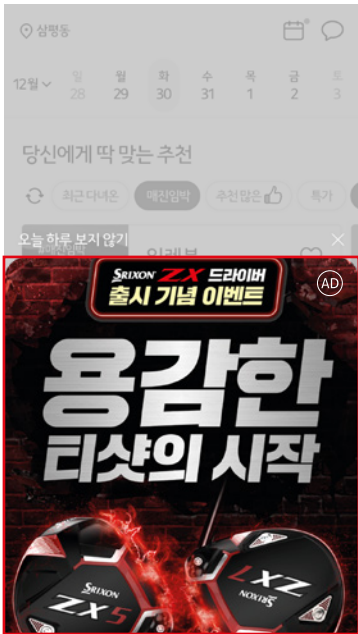 삼평동
12월 일 월 화 수 목 금 토
28 29 30 31 1 2 3
당신에게 딱 맞는 추천
최근 다녀온 매진임박 추천 많은 특가
오늘 하루 보지 않기
SRIXON ZX 드라이버
출시 기념 이벤트
AD
용감한
티샷의 시작
SRIXON
ZX5
ZX7
SRIXON